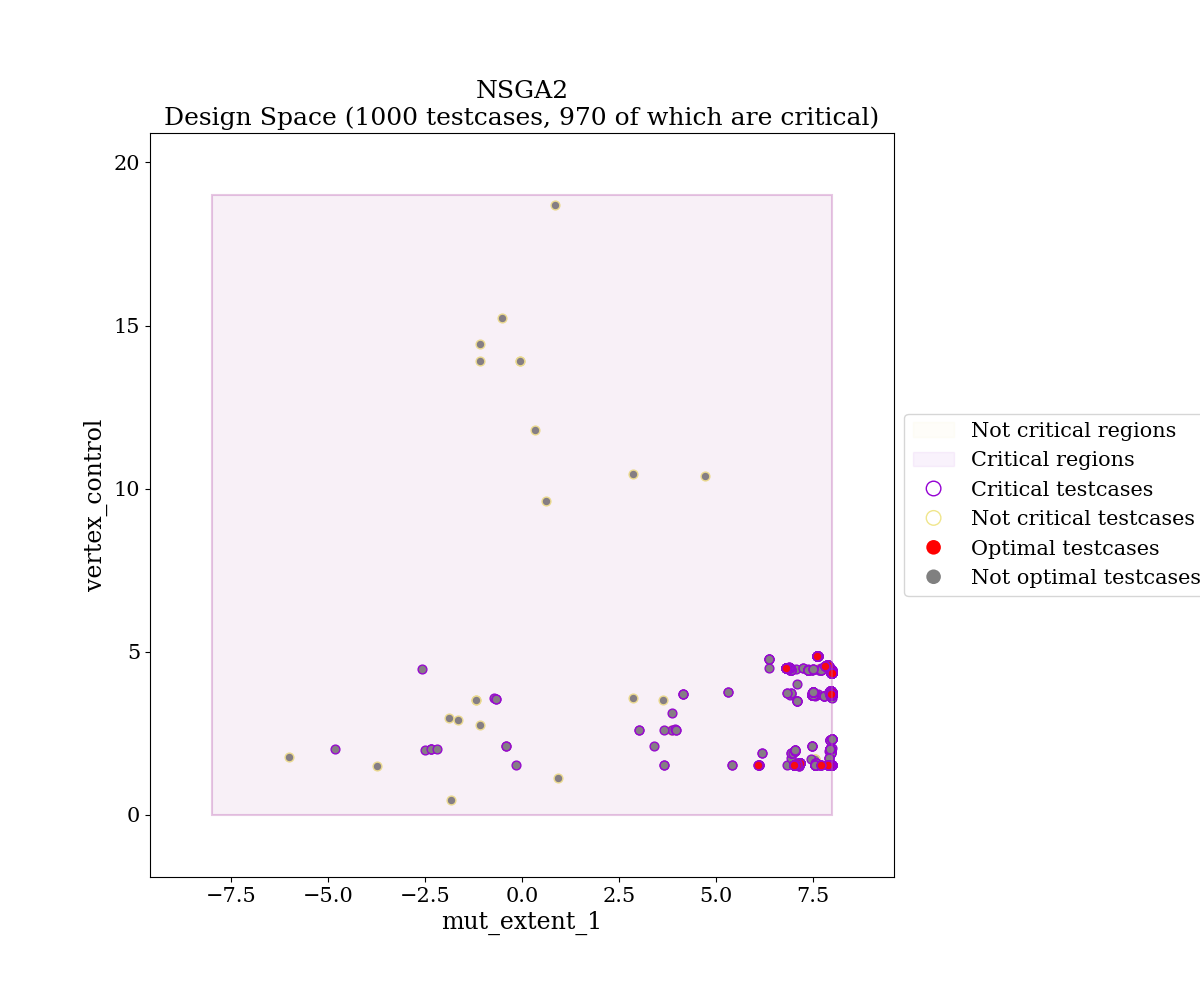 NSGA2
Design Space (1000 testcases, 970 of which are critical)
20
15
10
5
0
vertex_control
−7.5
−5.0
−2.5
0.0
2.5
5.0
7.5
mut_extent_1
Not critical regions
Critical regions
Critical testcases
Not critical testcases
Optimal testcases
Not optimal testcases